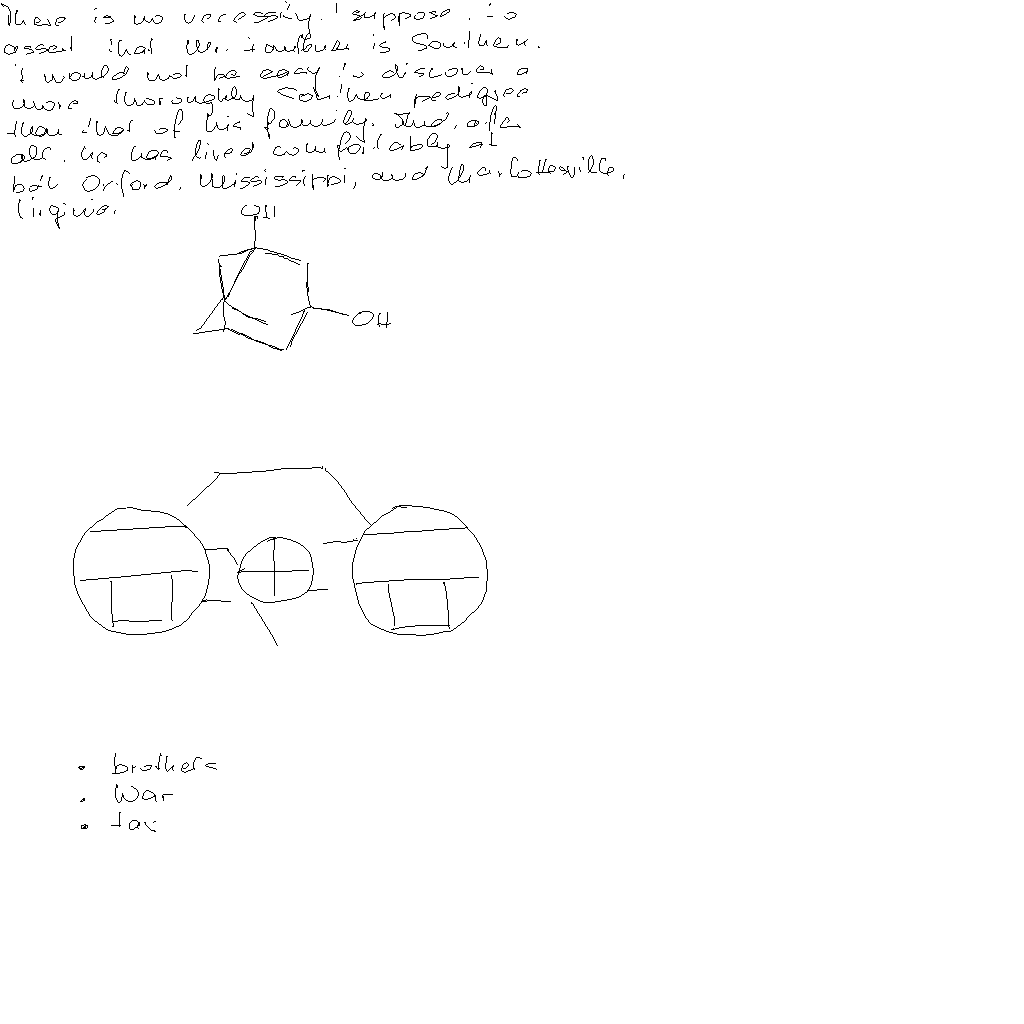 There is no necessity, I suppose, to
assert that Mr. Faulkner is Southern.
It would not be easy to discover a
more thoroughly Southern pedigree
than that of his family. And, after
all, he has lived comfortably at
both Oxford, Mississippi, and Charlottesville,
Virginia.
OH
OH
brothers
War
tax